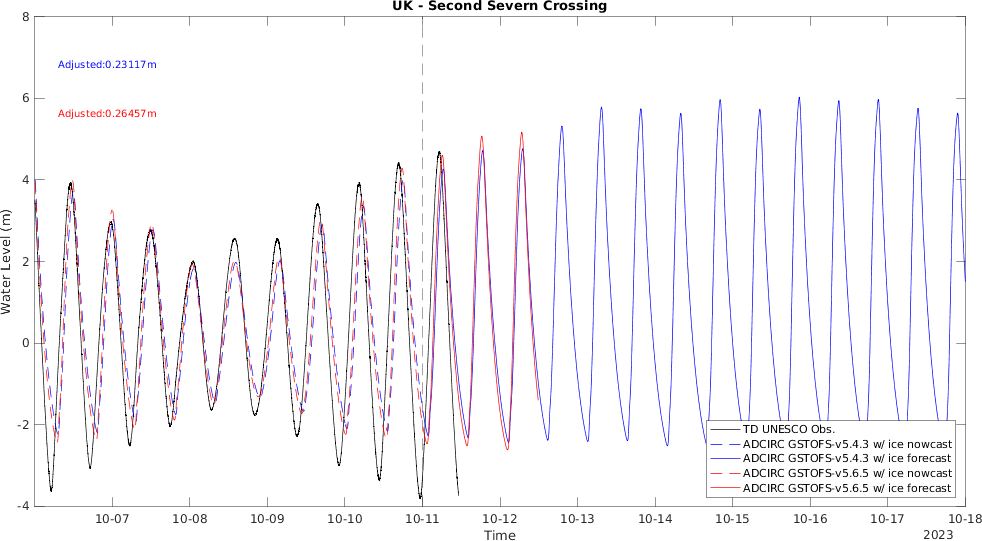 UK - Second Severn Crossing
8
6
4
2
0
-2
-4
Water Level (m)
Adjusted:0.23117m
Adjusted:0.26457m
TD UNESCO Obs.
ADCIRC GSTOFS-v5.4.3 w/ ice nowcast
ADCIRC GSTOFS-v5.4.3 w/ ice forecast
ADCIRC GSTOFS-v5.6.5 w/ ice nowcast
ADCIRC GSTOFS-v5.6.5 w/ ice forecast
10-07 10-08 10-09 10-10 10-11 10-12 10-13 10-14 10-15 10-16 10-17 10-18
Time
2023